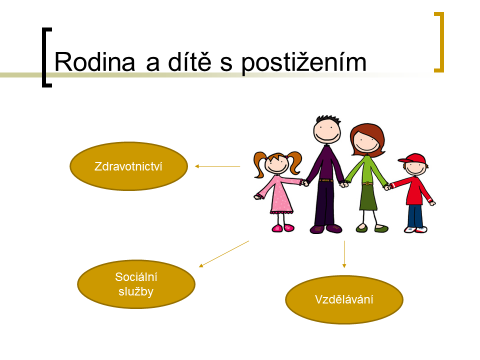 Rodina a dítě s postižením
Zdravotnictví
Sociální
služby
Vzdělávání